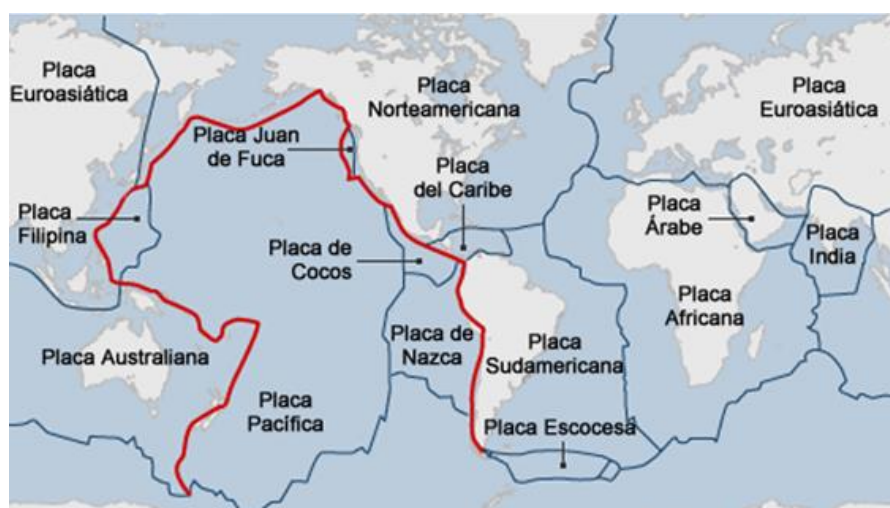 Placa
Euroasiática
Placa
Norteamericana
Placa
Euroasiática
Placa Juan
de Fuca
Placa
del Caribe
Placa
Filipina
Placa
Árabe
Placa
India
Placa de
Cocos
Placa
Africana
Placa Australiana
Placa de
Nazca
Placa
Sudamericana
Placa
Pacífica
Placa Escocesa